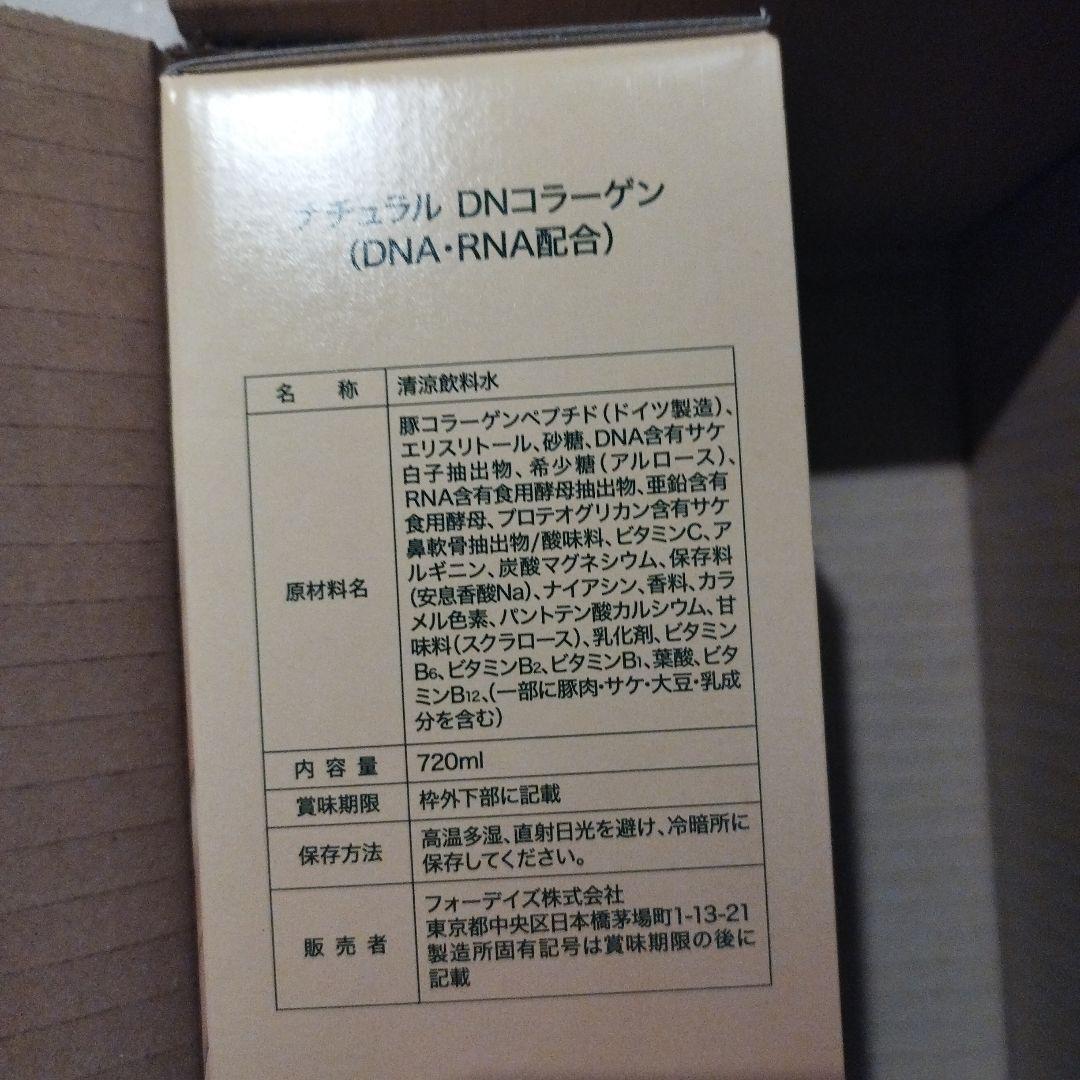 ナチュラル DNコラーゲン
(DNA・RNA配合)
名 称
清涼飲料水
原材料名
豚コラーゲンペプチド(ドイツ製造)、
エリスリトール、砂糖、DNA含有サケ
白子抽出物、希少糖(アルロース)、
RNA含有食用酵母抽出物、亜鉛含有
食用酵母、プロテオグリカン含有サケ
鼻軟骨抽出物/酸味料、ビタミンC、ア
ルギニン、炭酸マグネシウム、保存料
(安息香酸Na)、ナイアシン、香料、カラ
メル色素、パントテン酸カルシウム、甘
味料(スクラロース)、乳化剤、ビタミン
B6、ビタミンB2、ビタミンB1、葉酸、ビタ
ミンB12、(一部に豚肉・サケ・大豆・乳成
分を含む)
内容量
720ml
賞味期限
枠外下部に記載
保存方法
高温多湿、直射日光を避け、冷暗所に
保存してください。
販売者
フォーデイズ株式会社
東京都中央区日本橋茅場町1-13-21
製造所固有記号は賞味期限の後に
記載